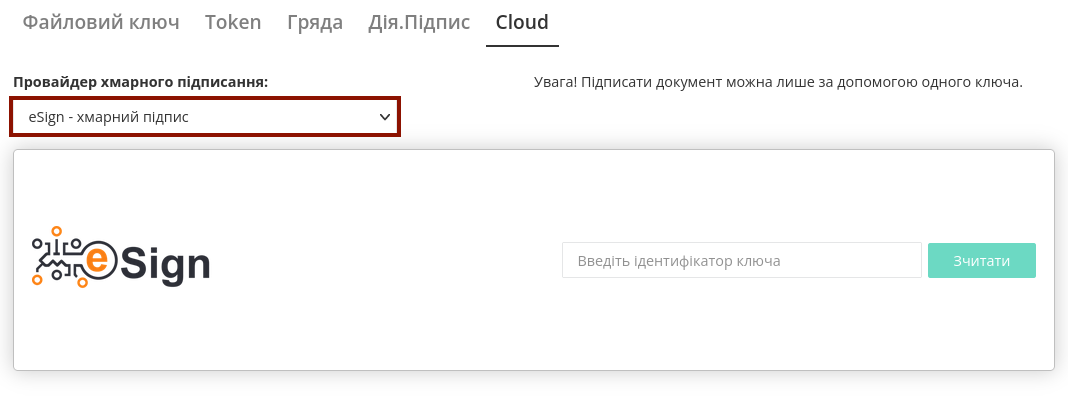 Файловий ключ Token Гряда Дія.Підпис Cloud
Провайдер хмарного підписання:
Увага! Підписати документ можна лише за допомогою одного ключа.
eSign - хмарний підпис
eSign
Введіть ідентифікатор ключа Зчитати